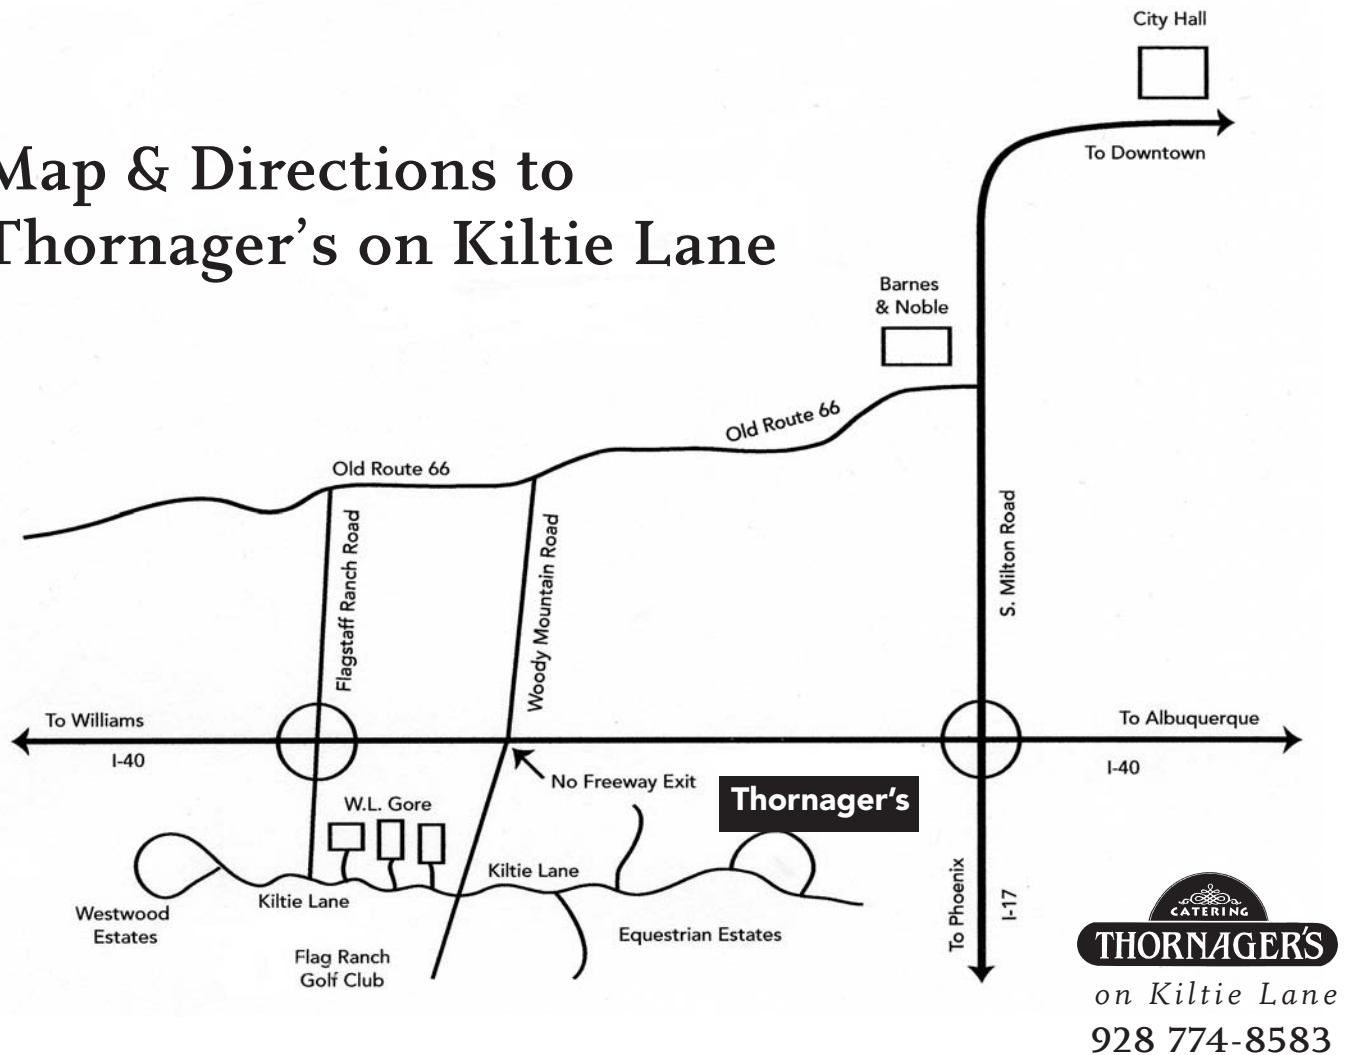 City Hall
To Downtown
Map & Directions to
Thornager’s on Kiltie Lane
Barnes
& Noble
Old Route 66
Old Route 66
Flagstaff Ranch Road
Woody Mountain Road
S. Milton Road
To Williams
I-40
To Albuquerque
I-40
No Freeway Exit
Thornager’s
W.L. Gore
Kiltie Lane
Kiltie Lane
Westwood
Estates
Equestrian Estates
Flag Ranch
Golf Club
To Phoenix
I-17
CATERING
THORNAGER'S
on Kiltie Lane
928 774-8583